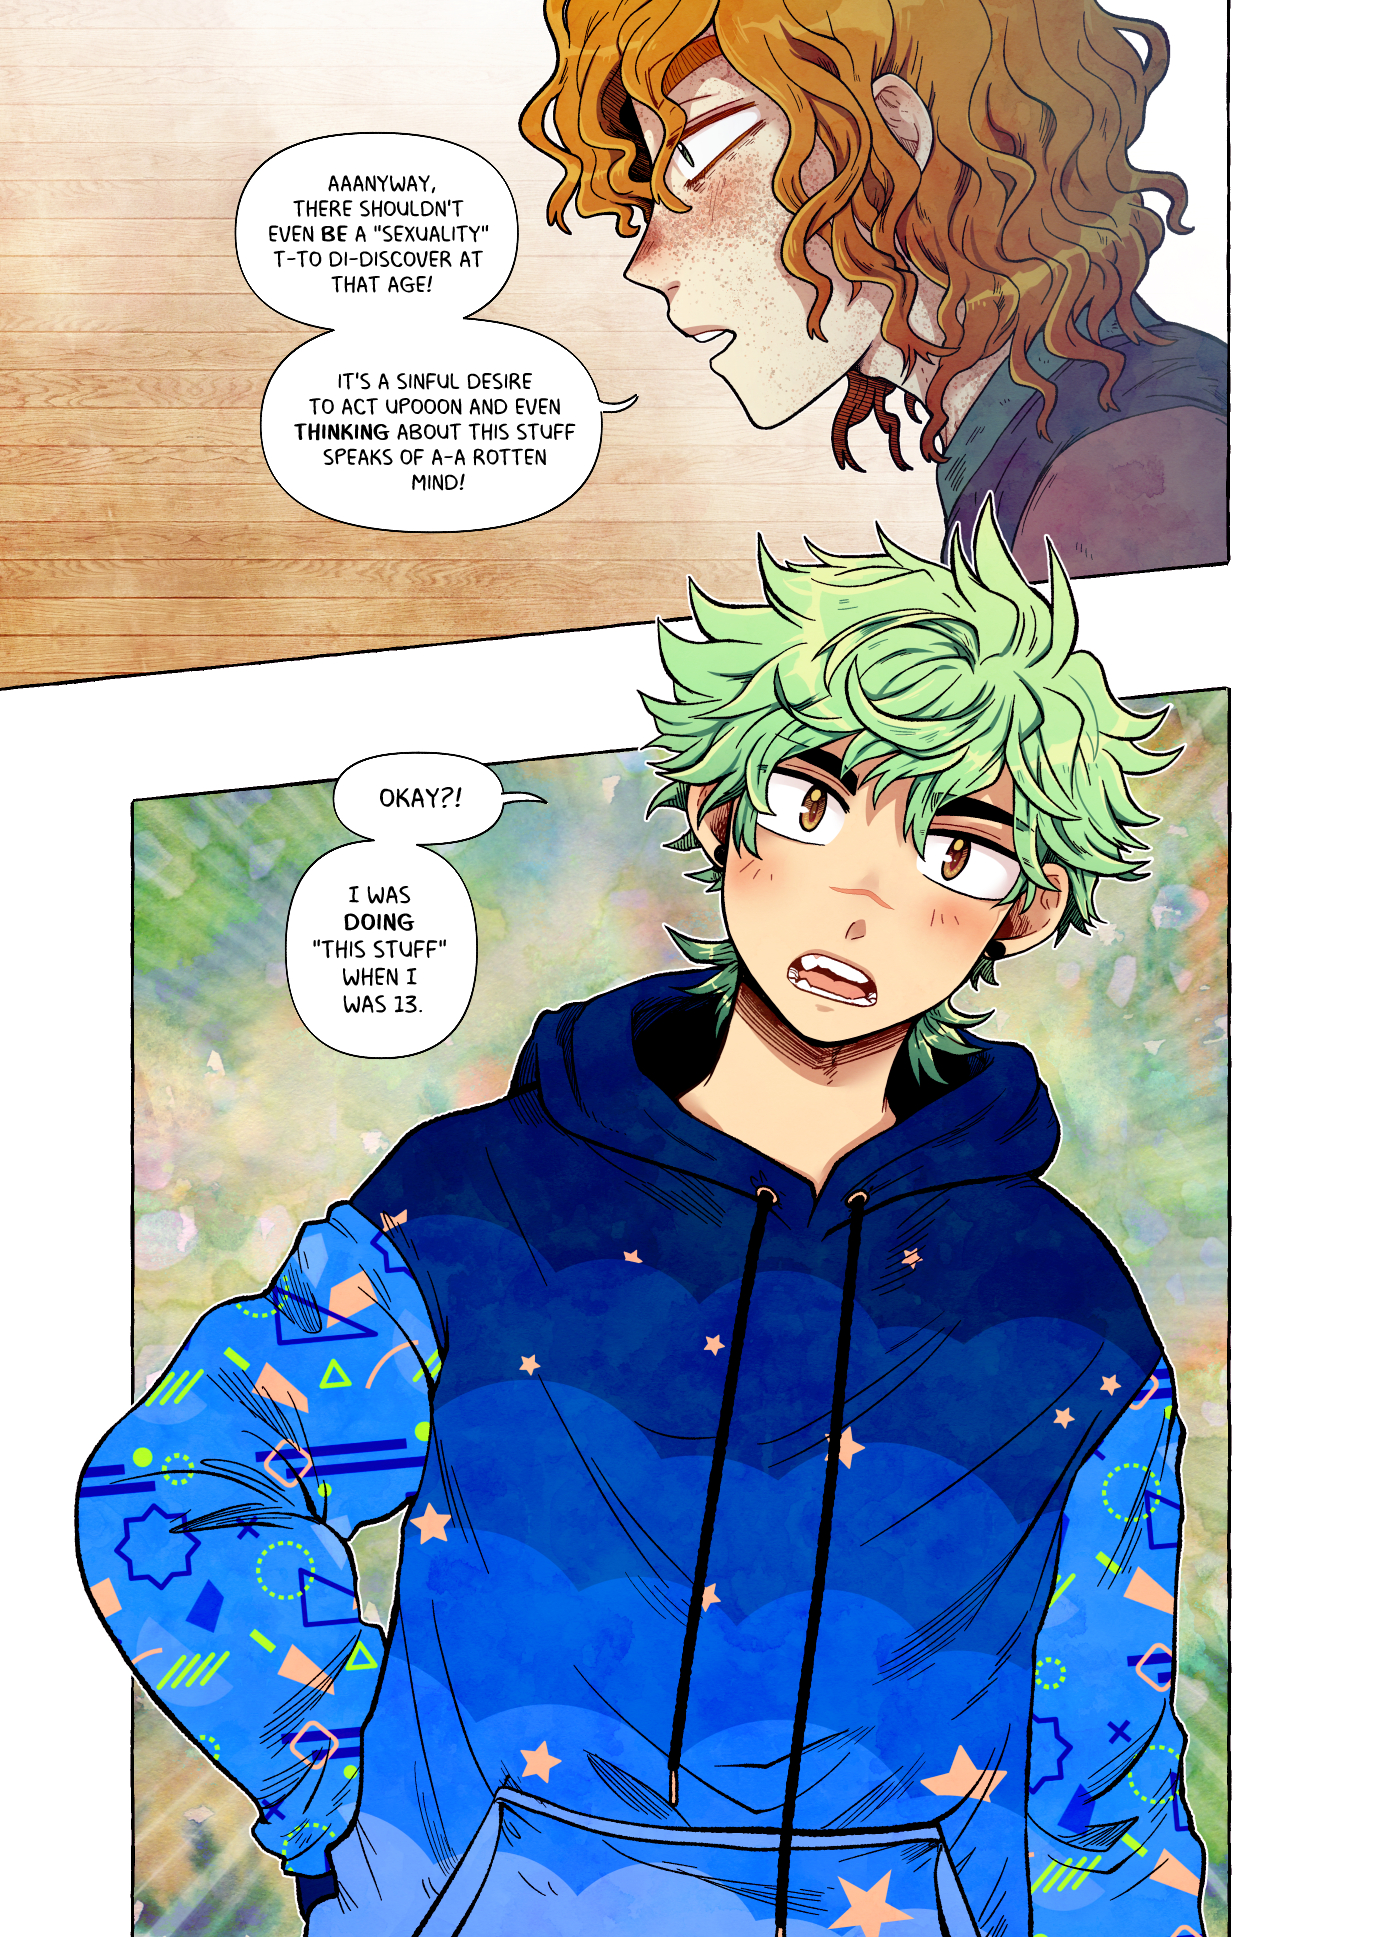 AAANYWAY,
THERE SHOULDN'T
EVEN BE A "SEXUALITY"
T-TO DI-DISCOVER AT
THAT AGE!
IT'S A SINFUL DESIRE
TO ACT UPOOON AND EVEN
THINKING ABOUT THIS STUFF
SPEAKS OF A-A ROTTEN
MIND!
OKAY?!
I WAS
DOING
"THIS STUFF"
WHEN I
WAS 13.